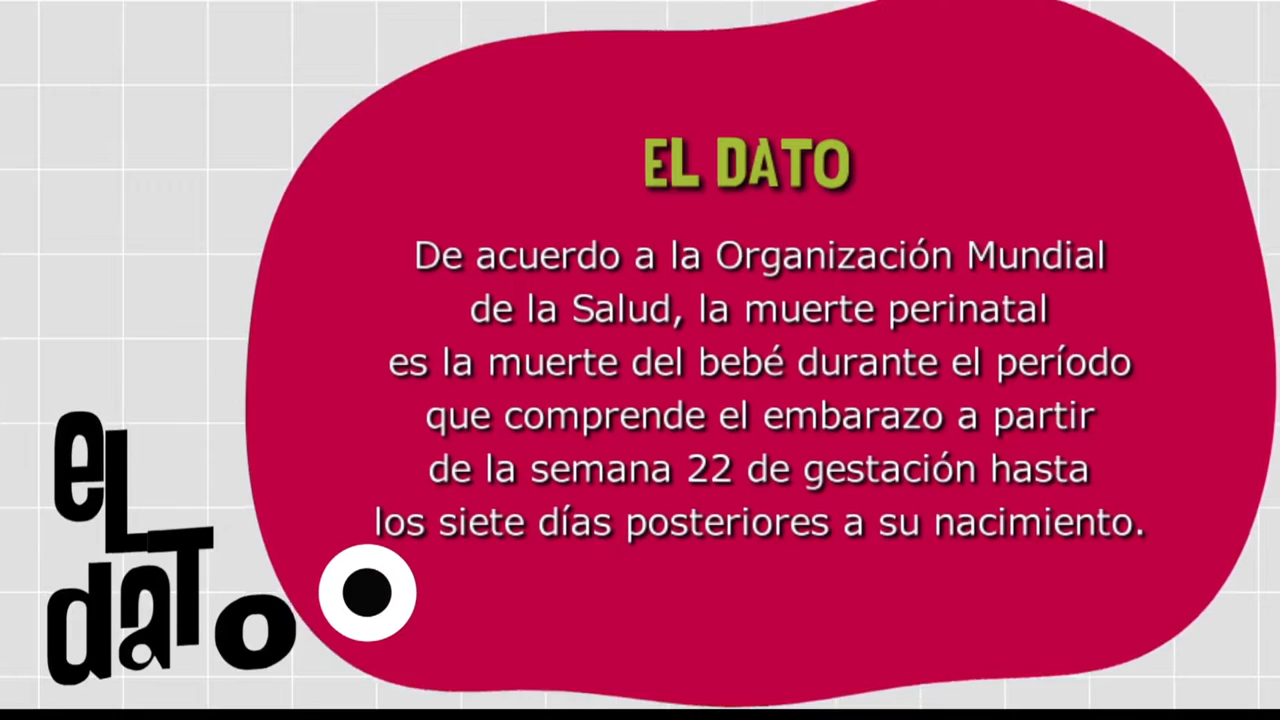 EL DATO
De acuerdo a la Organización Mundial
de la Salud, la muerte perinatal
es la muerte del bebé durante el período
que comprende el embarazo a partir
de la semana 22 de gestación hasta
los siete días posteriores a su nacimiento.
eL
daTo